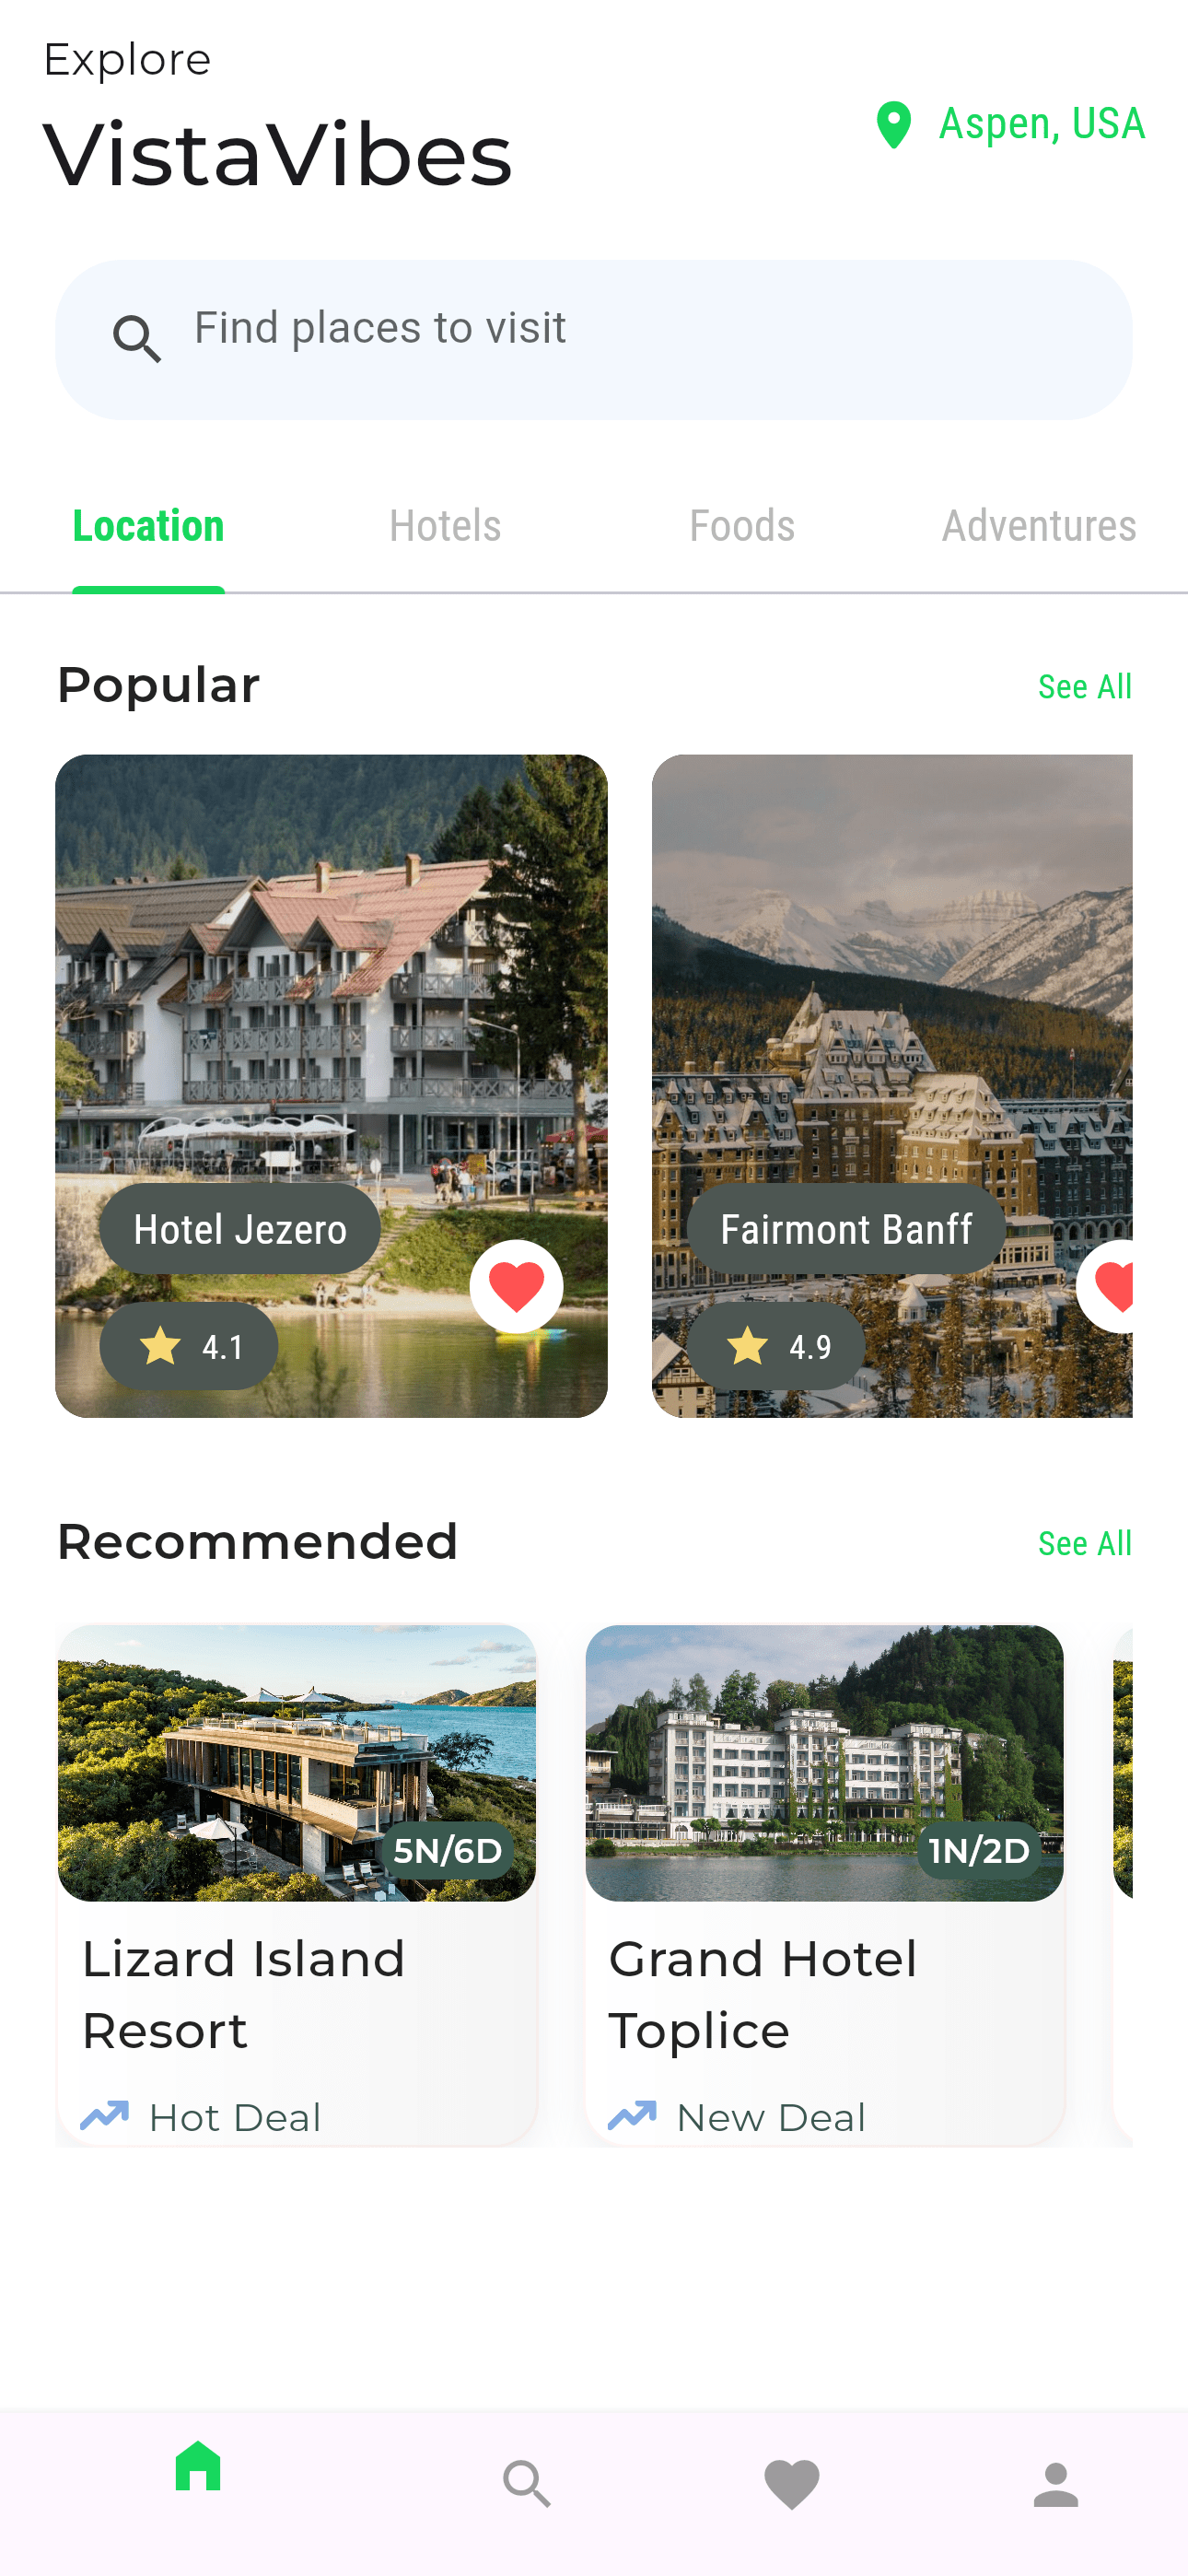 Explore
VistaVibes
Aspen, USA
Find places to visit
Location
Hotels
Foods
Adventures
Popular
See All
Hotel Jezero
4.1
Fairmont Banff
4.9
Recommended
See All
5N/6D
1N/2D
Lizard Island
Resort
Hot Deal
Grand Hotel
Toplice
New Deal